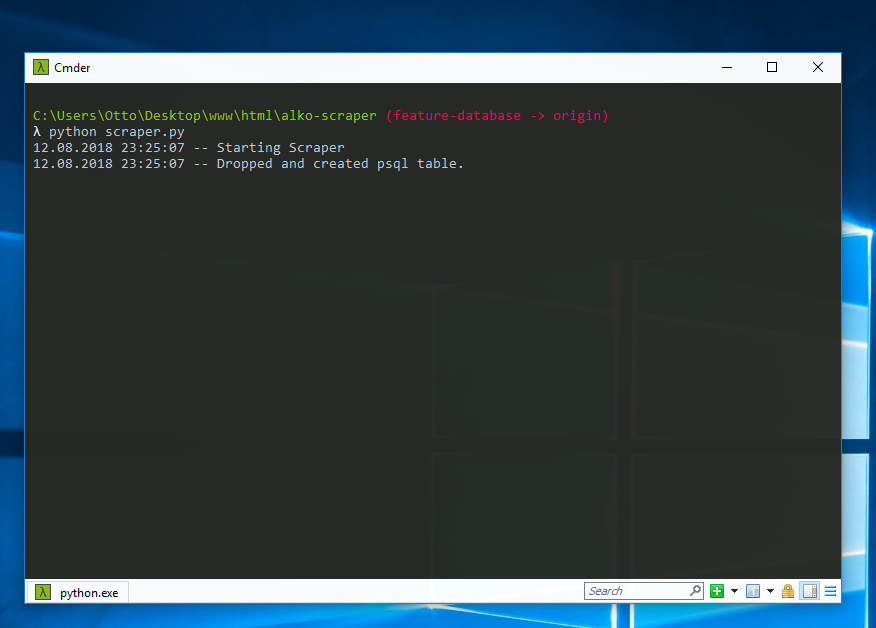 Cmder
C:\Users\Otto\Desktop\www\html\alko-scraper (feature-database -> origin)
λ python scraper.py
12.08.2018 23:25:07 -- Starting Scraper
12.08.2018 23:25:07 -- Dropped and created psql table.
λ python.exe
Search
1